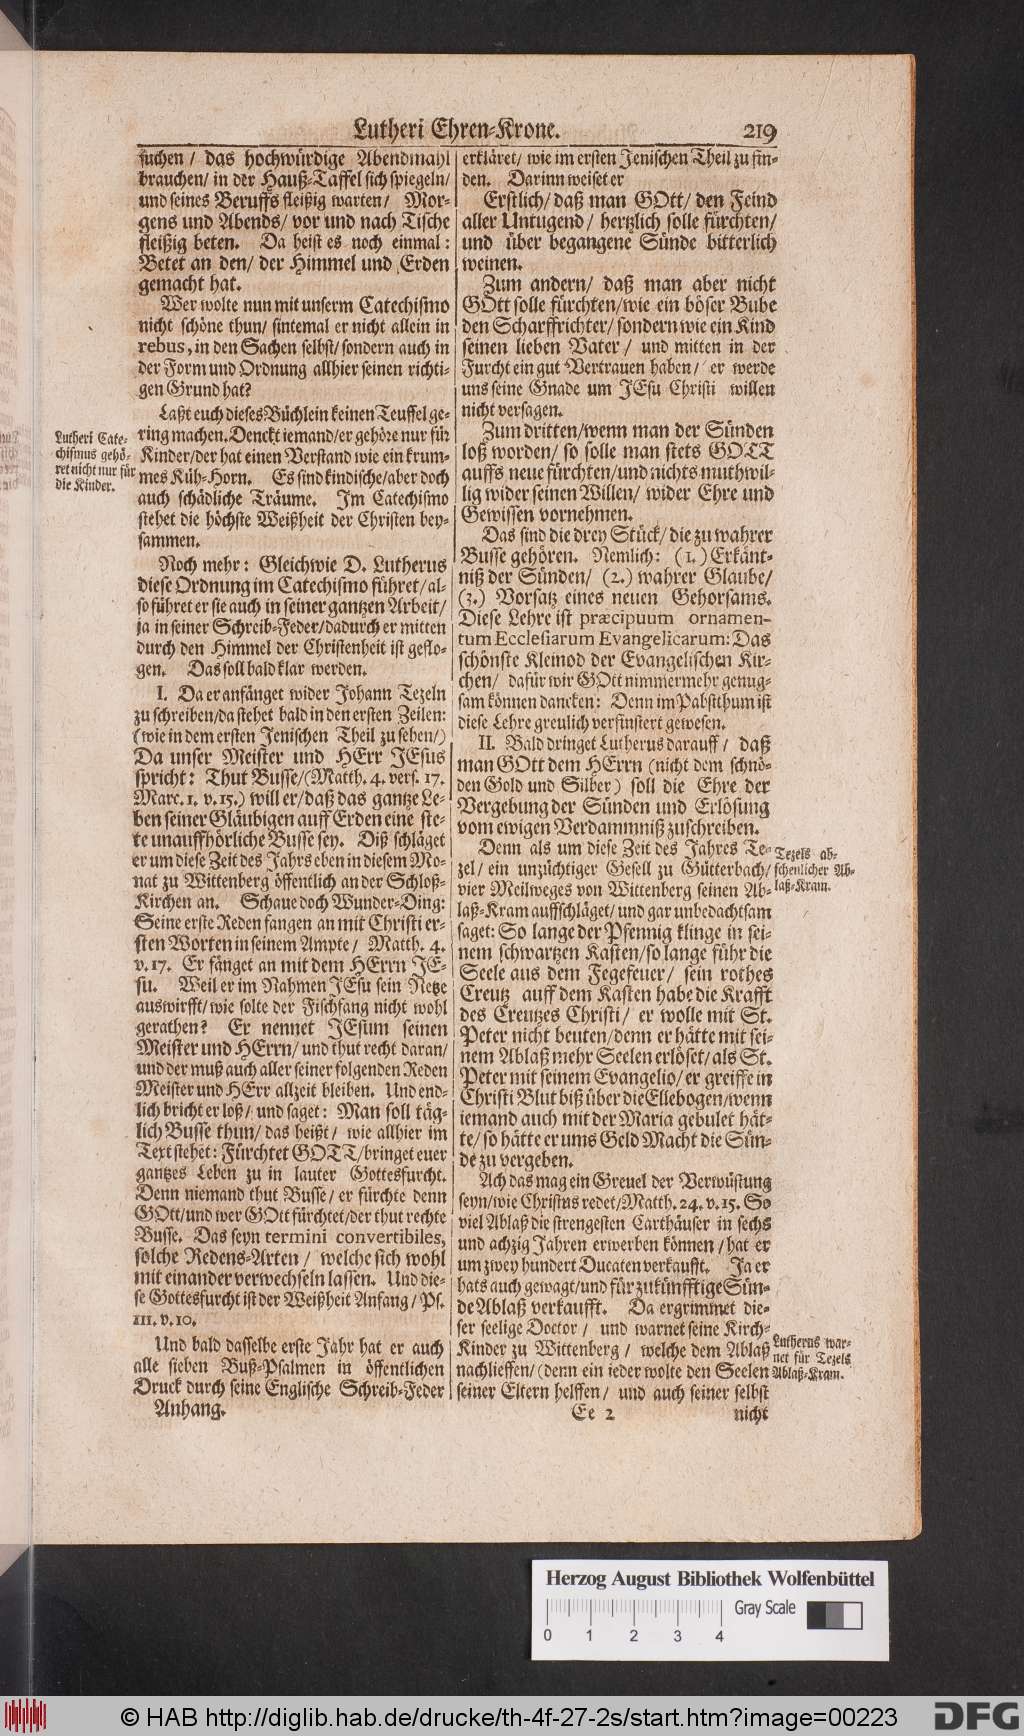 Lutheri Ehren-Krone. 219
suchen / das hochwürdige Abendmahl
brauchen / in der Hauß-Taffel sich spiegeln /
und seines Beruffs fleißig warten / Mor-
gens und Abends / vor und nach Tische
fleißig beten. Da heist es noch einmal:
Betet an den / der Himmel und Erden
gemacht hat.
Wer wolte nun mit unserm Catechismo
nicht schöne thun / sintemal er nicht allein in
rebus, in den Sachen selbst / sondern auch in
der Form und Ordnung allhier seinen richti-
gen Grund hat?
Laßt euch dieses Büchlein keinen Teuffel ge-
ring machen. Denckt iemand / er gehöre nur für
Kinder / der hat einen Verstand wie ein krum-
mes Küh-Horn. Es sind kindische / aber doch
auch schädliche Träume. Im Catechismo
stehet die höchste Weißheit der Christen bey-
sammen.
Lutheri Cate-
chismus gehö-
ret nicht nur für
die Kinder.
Noch mehr: Gleichwie D. Lutherus
diese Ordnung im Catechismo führet / al-
so führet er sie auch in seiner gantzen Arbeit /
ja in seiner Schreib-Feder / dadurch er mitten
durch den Himmel der Christenheit ist geflo-
gen. Das soll bald klar werden.
I. Da er anfänget wider Johann Tezeln
zu schreiben / da stehet bald in den ersten Zeilen:
(wie in dem ersten Jenischen Theil zu sehen /)
Da unser Meister und HErr JEsus
spricht: Thut Busse / (Matth. 4. vers. 17.
Marc. 1. v. 15.) will er / daß das gantze Le-
ben seiner Gläubigen auff Erden eine ste-
te unauffhörliche Busse sey. Diß schläget
er um diese Zeit des Jahrs eben in diesem Mo-
nat zu Wittenberg öffentlich an der Schloß-
Kirchen an. Schaue doch Wunder-Ding:
Seine erste Reden fangen an mit Christi er-
sten Worten in seinem Ampte / Matth. 4.
v. 17. Er fänget an mit dem HErrn JE-
su. Weil er im Nahmen JEsu sein Netze
auswirfft / wie solte der Fischfang nicht wohl
gerathen? Er nennet JEsum seinen
Meister und HErrn / und thut recht daran /
und der muß auch aller seiner folgenden Reden
Meister und HErr allzeit bleiben. Und end-
lich bricht er loß / und saget: Man soll täg-
lich Busse thun / das heißt / wie allhier im
Text stehet: Fürchtet GOTT / bringet euer
gantzes Leben zu in lauter Gottesfurcht.
Denn niemand thut Busse / er fürchte denn
GOtt / und wer GOtt fürchtet / der thut rechte
Busse. Das seyn termini convertibiles,
solche Redens-Arten / welche sich wohl
mit einander verwechseln lassen. Und die-
se Gottesfurcht ist der Weißheit Anfang / Ps.
111. v. 10.
Und bald dasselbe erste Jahr hat er auch
alle sieben Buß-Psalmen in öffentlichen
Druck durch seine Englische Schreib-Feder
Anhang.
erkläret / wie im ersten Jenischen Theil zu fin-
den. Darinn weiset er
Erstlich / daß man GOtt / den Feind
aller Untugend / hertzlich solle fürchten /
und über begangene Sünde bitterlich
weinen.
Zum andern / daß man aber nicht
GOtt solle fürchten / wie ein böser Bube
den Scharffrichter / sondern wie ein Kind
seinen lieben Vater / und mitten in der
Furcht ein gut Vertrauen haben / er werde
uns seine Gnade um JEsu Christi willen
nicht versagen.
Zum dritten / wenn man der Sünden
loß worden / so solle man stets GOTT
auffs neue fürchten / und nichts muthwil-
lig wider seinen Willen / wider Ehre und
Gewissen vornehmen.
Das sind die drey Stück / die zu wahrer
Busse gehören. Nemlich: (1.) Erkänt-
niß der Sünden / (2.) wahrer Glaube /
(3.) Vorsatz eines neuen Gehorsams.
Diese Lehre ist præcipuum ornamen-
tum Ecclesiarum Evangelicarum: Das
schönste Kleinod der Evangelischen Kir-
chen / dafür wir GOtt nimmermehr genug-
sam können dancken: Denn im Pabstthum ist
diese Lehre greulich verfinstert gewesen.
II. Bald dringet Lutherus darauff / daß
man GOtt dem HErrn (nicht dem schnö-
den Gold und Silber) soll die Ehre der
Vergebung der Sünden und Erlösung
vom ewigen Verdammniß zuschreiben.
Denn als um diese Zeit des Jahres Te-
zel / ein unzüchtiger Gesell zu Gütterbach /
vier Meilweges von Wittenberg seinen Ab-
laß-Kram auffschläget / und gar unbedachtsam
saget: So lange der Pfennig klinge in sei-
nem schwartzen Kasten / so lange führ die
Seele aus dem Fegefeuer / sein rothes
Creutz auff dem Kasten habe die Krafft
des Creutzes Christi / er wolle mit St.
Peter nicht beuten / denn er hätte mit sei-
nem Ablaß mehr Seelen erlöset / als St.
Peter mit seinem Evangelio / er greiffe in
Christi Blut biß über die Ellebogen / wenn
iemand auch mit der Maria gebulet hät-
te / so hätte er ums Geld Macht die Sün-
de zu vergeben.
Tezels ab-
schenlicher Ab-
laß-Kram.
Ach das mag ein Greuel der Verwüstung
seyn / wie Christus redet / Matth. 24. v. 15. So
viel Ablaß die strengesten Carthäuser in sechs
und achzig Jahren erwerben können / hat er
um zwey hundert Ducaten verkaufft. Ja er
hats auch gewagt / und für zukünfftige Sün-
de Ablaß verkaufft. Da ergrimmet die-
ser seelige Doctor / und warnet seine Kirch-
Kinder zu Wittenberg / welche dem Ablaß
nachlieffen / (denn ein ieder wolte den Seelen
seiner Eltern helffen / und auch seiner selbst
Lutherus war-
net für Tezels
Ablaß-Kram.
Ee 2 nicht
Herzog August Bibliothek Wolfenbüttel
Gray Scale
0 1 2 3 4
© HAB http://diglib.hab.de/drucke/th-4f-27-2s/start.htm?image=00223
DFG